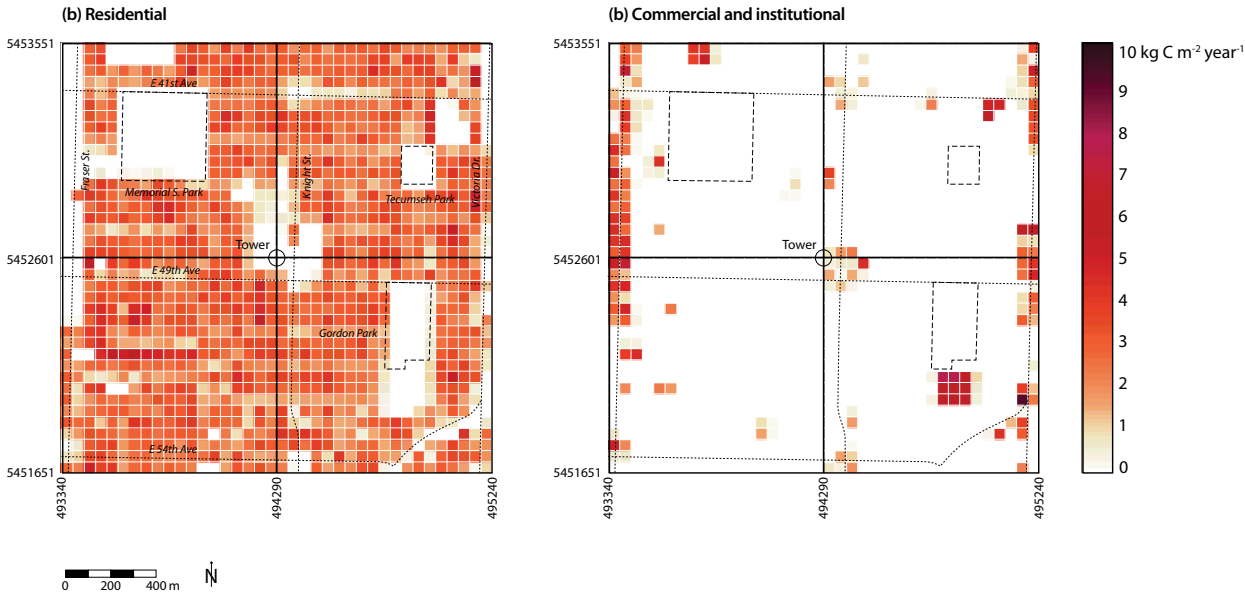 (b) Residential
(b) Commercial and institutional
5453551
5453551
10 kg C m-2 year-1
E 41st Ave
9
8
Fraser St.
Knight St.
Victoria Dr.
7
Memorial S. Park
Tecumseh Park
6
Tower
Tower
5452601
5452601
5
E 49th Ave
4
Gordon Park
3
2
1
E 54th Ave
0
5451651
5451651
493340
494290
495240
493340
494290
495240
N
0 200 400 m